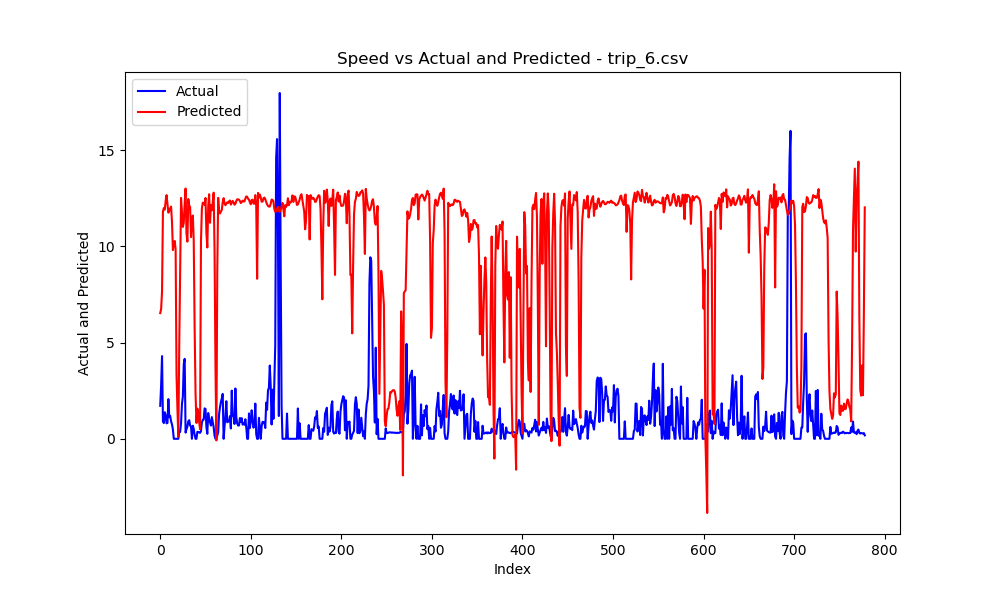 Speed vs Actual and Predicted - trip_6.csv
Actual
Predicted
15
10
5
0
Actual and Predicted
0 100 200 300 400 500 600 700 800
Index